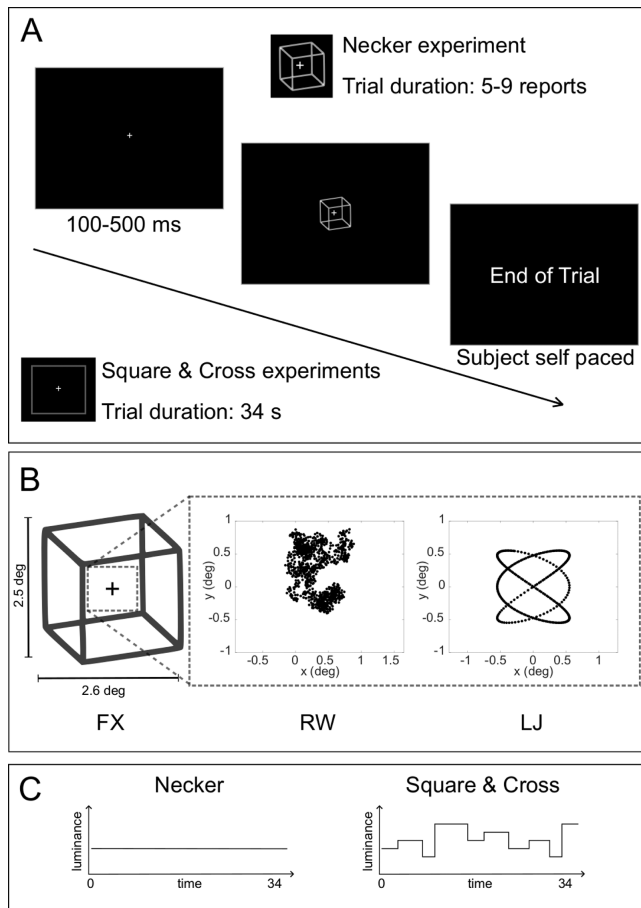 A
Necker experiment
Trial duration: 5-9 reports
100-500 ms
End of Trial
Subject self paced
Square & Cross experiments
Trial duration: 34 s
B
2.5 deg
2.6 deg
FX
y (deg)
1
0.5
0
-0.5
-1
-0.5 0 0.5 1 1.5
x (deg)
RW
y (deg)
1
0.5
0
-0.5
-1
-1 -0.5 0 0.5 1
x (deg)
LJ
C
Necker
luminance
0 time 34
Square & Cross
luminance
0 time 34